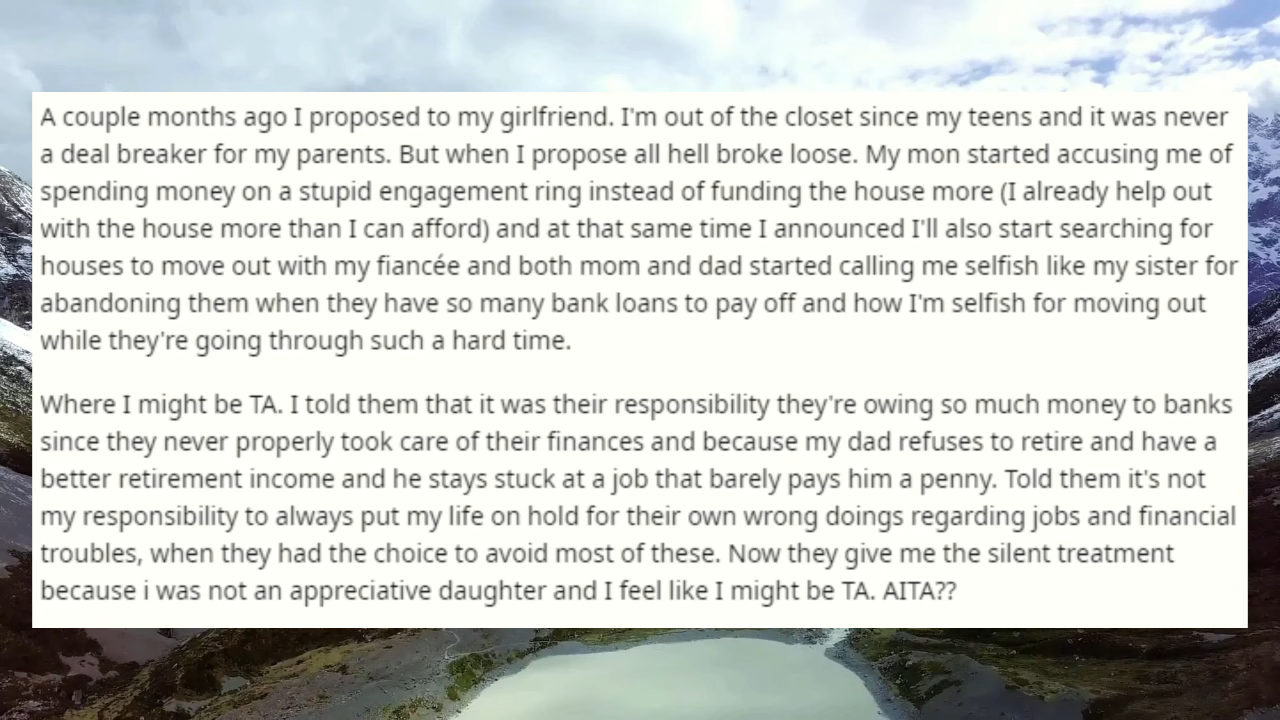 A couple months ago I proposed to my girlfriend. I'm out of the closet since my teens and it was never
a deal breaker for my parents. But when I propose all hell broke loose. My mon started accusing me of
spending money on a stupid engagement ring instead of funding the house more (I already help out
with the house more than I can afford) and at that same time I announced I'll also start searching for
houses to move out with my fiancée and both mom and dad started calling me selfish like my sister for
abandoning them when they have so many bank loans to pay off and how I'm selfish for moving out
while they're going through such a hard time.
Where I might be TA. I told them that it was their responsibility they're owing so much money to banks
since they never properly took care of their finances and because my dad refuses to retire and have a
better retirement income and he stays stuck at a job that barely pays him a penny. Told them it's not
my responsibility to always put my life on hold for their own wrong doings regarding jobs and financial
troubles, when they had the choice to avoid most of these. Now they give me the silent treatment
because i was not an appreciative daughter and I feel like I might be TA. AITA??